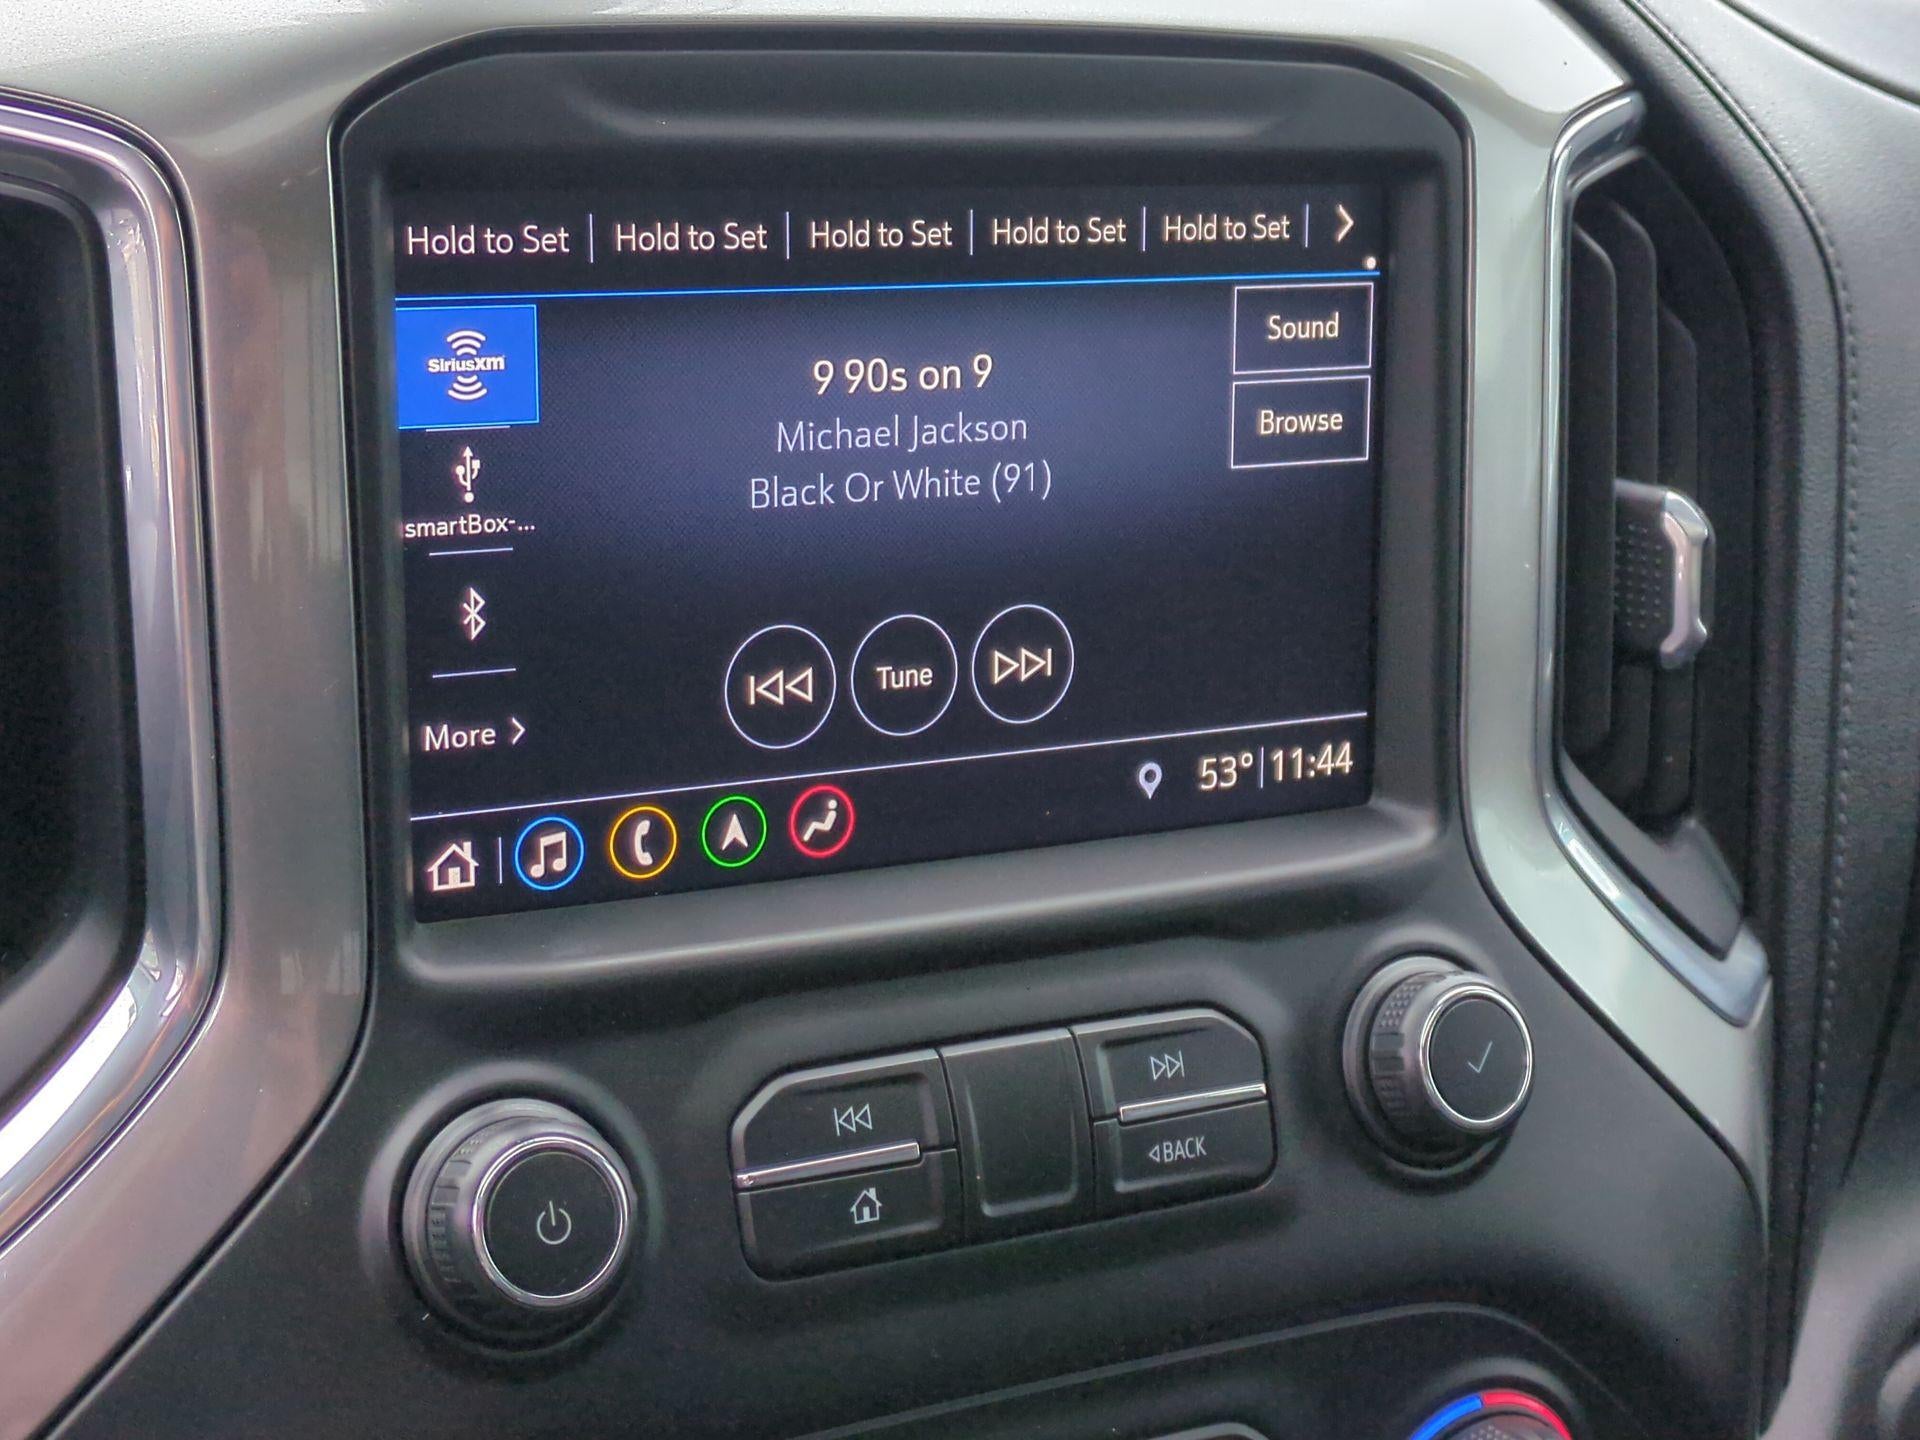 Hold to Set | Hold to Set | Hold to Set | Hold to Set | Hold to Set |
SiriusXM
Sound
9 90s on 9
Michael Jackson
Browse
Black Or White (91)
smartBox-...
Tune
More
53° | 11:44
BACK